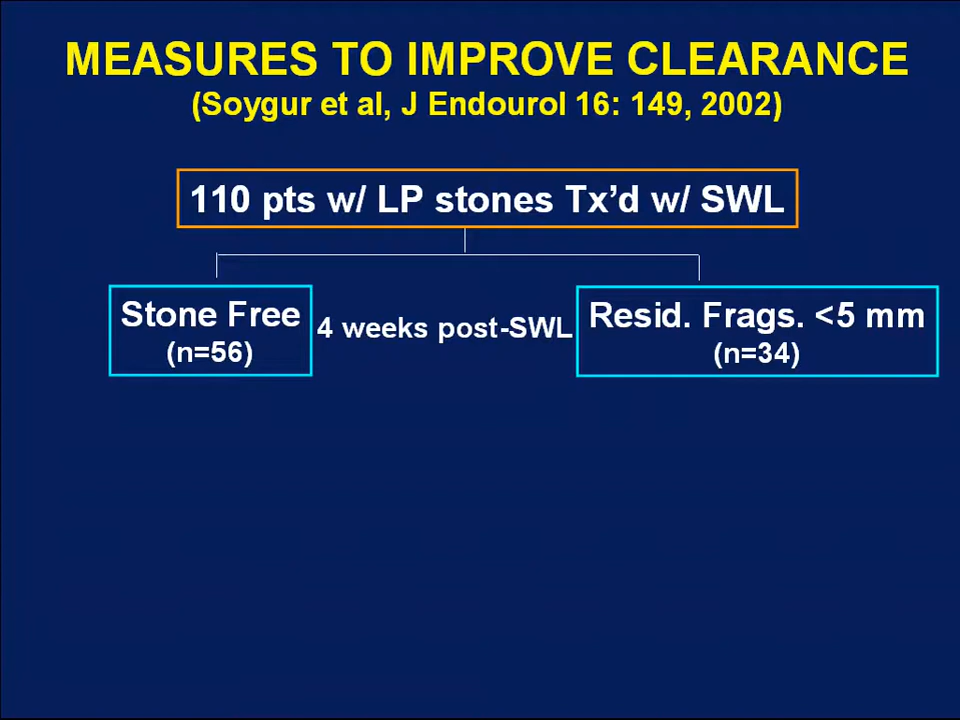 MEASURES TO IMPROVE CLEARANCE
(Soygur et al, J Endourol 16: 149, 2002)
110 pts w/ LP stones Tx’d w/ SWL
Stone Free
(n=56)
4 weeks post-SWL
Resid. Frags. <5 mm
(n=34)